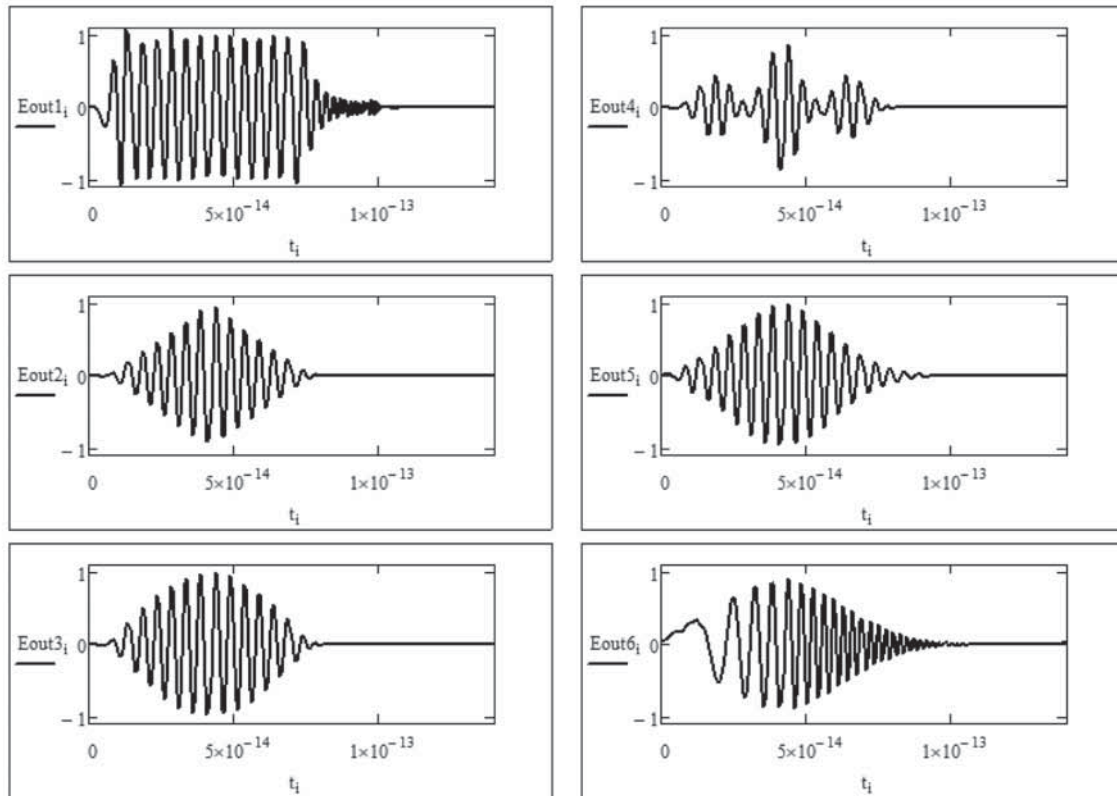 1
Eout1ᵢ 0
−1
0 5×10⁻¹⁴ 1×10⁻¹³
tᵢ
1
Eout4ᵢ 0
−1
0 5×10⁻¹⁴ 1×10⁻¹³
tᵢ
1
Eout2ᵢ 0
−1
0 5×10⁻¹⁴ 1×10⁻¹³
tᵢ
1
Eout5ᵢ 0
−1
0 5×10⁻¹⁴ 1×10⁻¹³
tᵢ
1
Eout3ᵢ 0
−1
0 5×10⁻¹⁴ 1×10⁻¹³
tᵢ
1
Eout6ᵢ 0
−1
0 5×10⁻¹⁴ 1×10⁻¹³
tᵢ